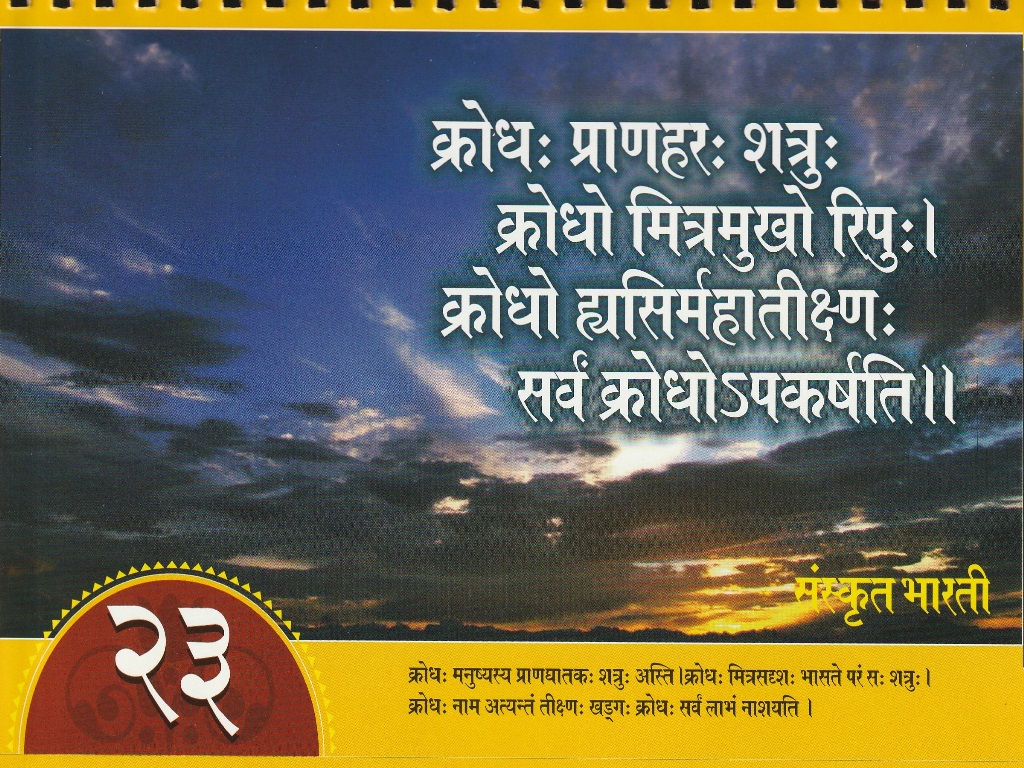 क्रोधः प्राणहरः शत्रुः
क्रोधो मित्रमुखो रिपुः।
क्रोधो ह्यसिर्महातीक्ष्णः
सर्वं क्रोधोऽपकर्षति।।
संस्कृत भारती
२३
क्रोधः मनुष्यस्य प्राणघातकः शत्रुः अस्ति।क्रोधः मित्रसदृशः भासते परं सः शत्रुः।
क्रोधः नाम अत्यन्तं तीक्ष्णः खड्गः क्रोधः सर्वं लाभं नाशयति ।